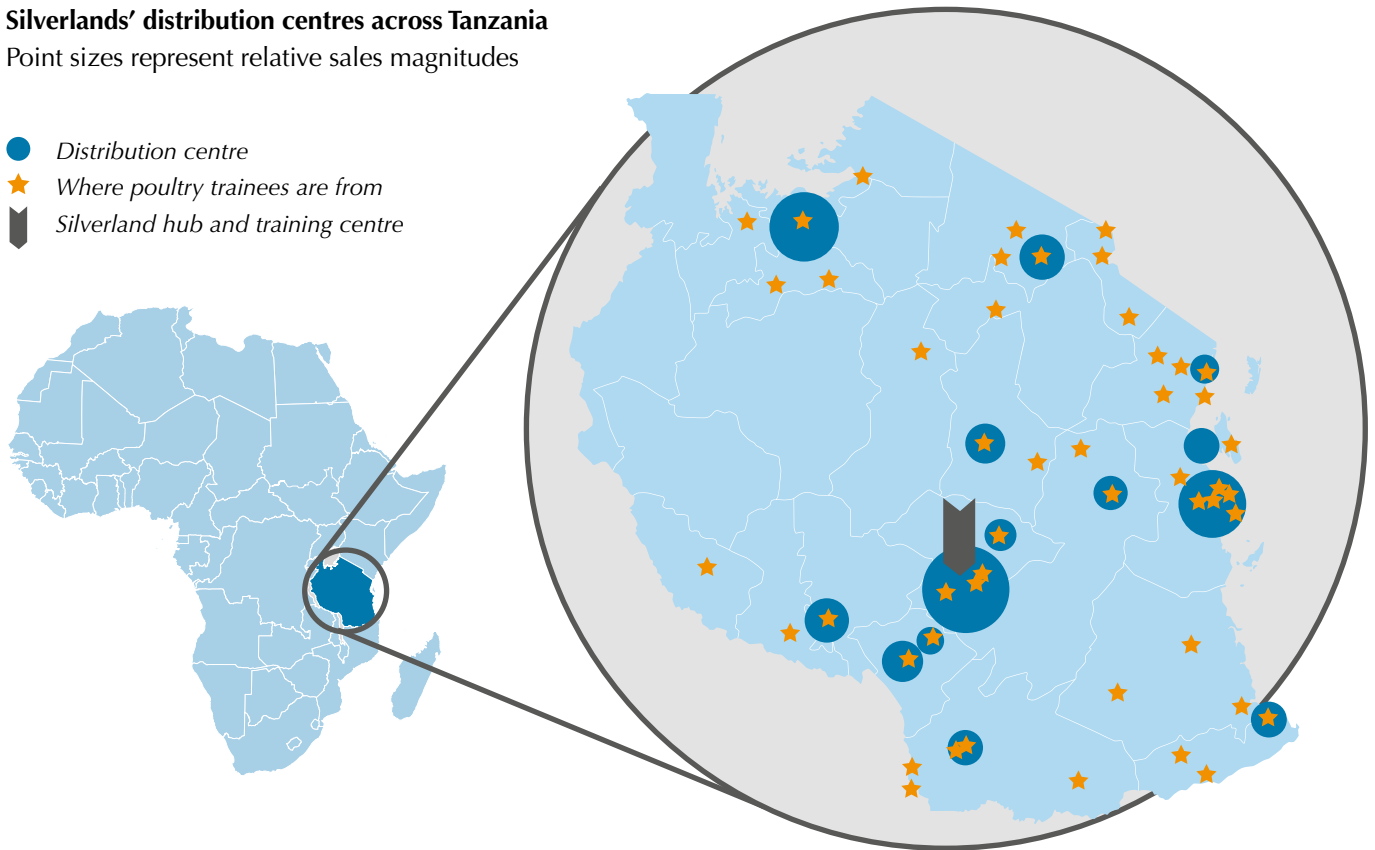 Silverlands’ distribution centres across Tanzania
Point sizes represent relative sales magnitudes
Distribution centre
Where poultry trainees are from
Silverland hub and training centre